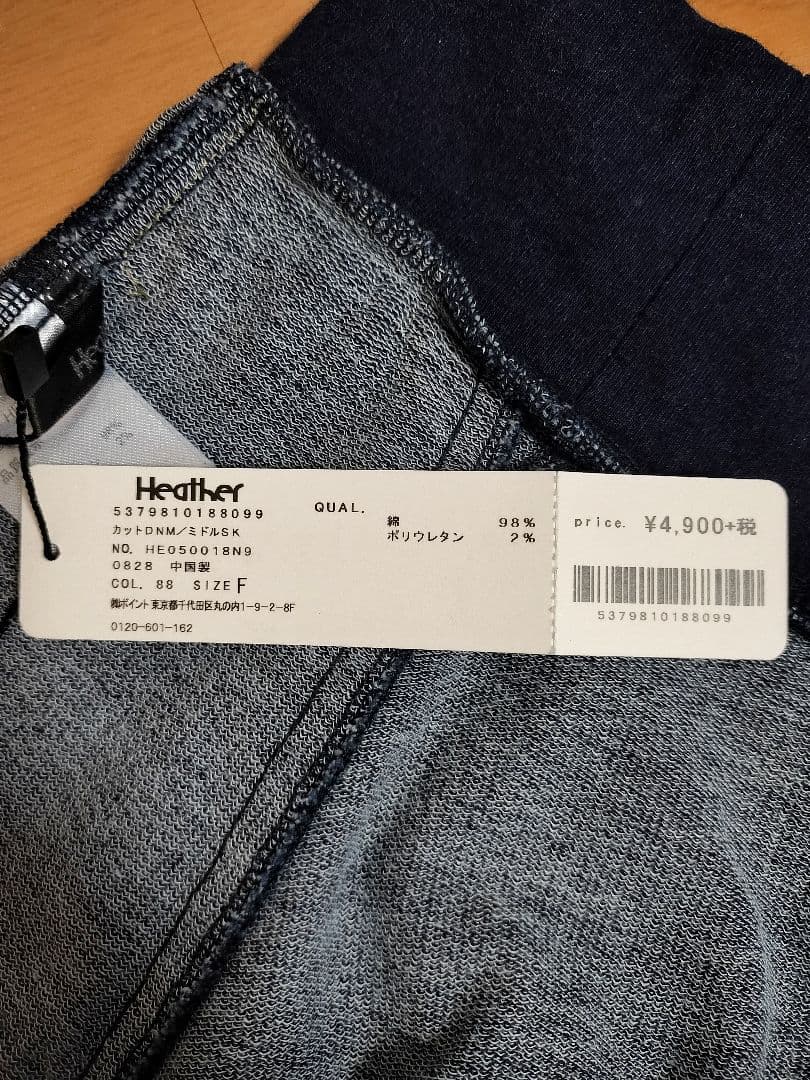 Heather
5379810188099
カットDNM/ミドルSK
NO. HE050018N9
0828 中国製
COL. 88 SIZE F
㈱ポイント 東京都千代田区丸の内1-9-2-8F
0120-601-162
QUAL.
綿 98%
ポリウレタン 2%
price. ¥4,900+税
5379810188099